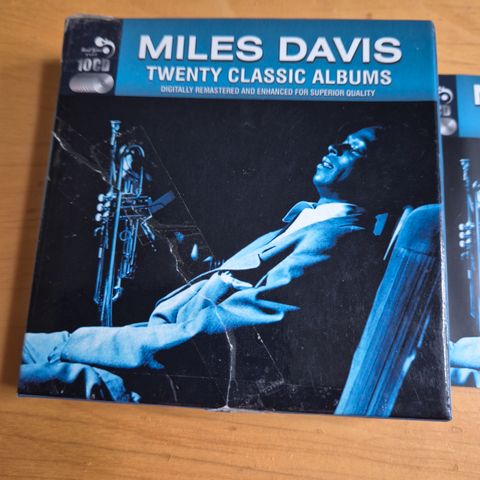 10CD
MILES DAVIS
TWENTY CLASSIC ALBUMS
DIGITALLY REMASTERED AND ENHANCED FOR SUPERIOR QUALITY